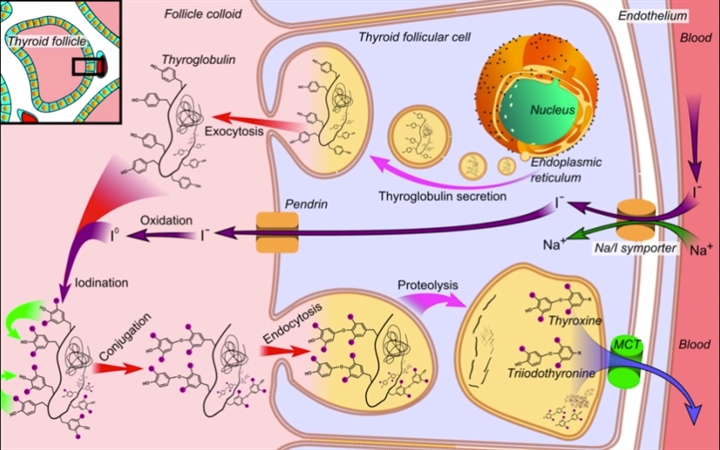 Thyroid follicle
Follicle colloid
Thyroglobulin
Exocytosis
Thyroid follicular cell
Endothelium
Blood
Nucleus
Endoplasmic
reticulum
Thyroglobulin secretion
I⁻
I⁻
Na⁺
Na/I symporter
Na⁺
Pendrin
I⁻
Oxidation
I⁰
Iodination
Conjugation
Endocytosis
Proteolysis
Thyroxine
Triiodothyronine
MCT
Blood